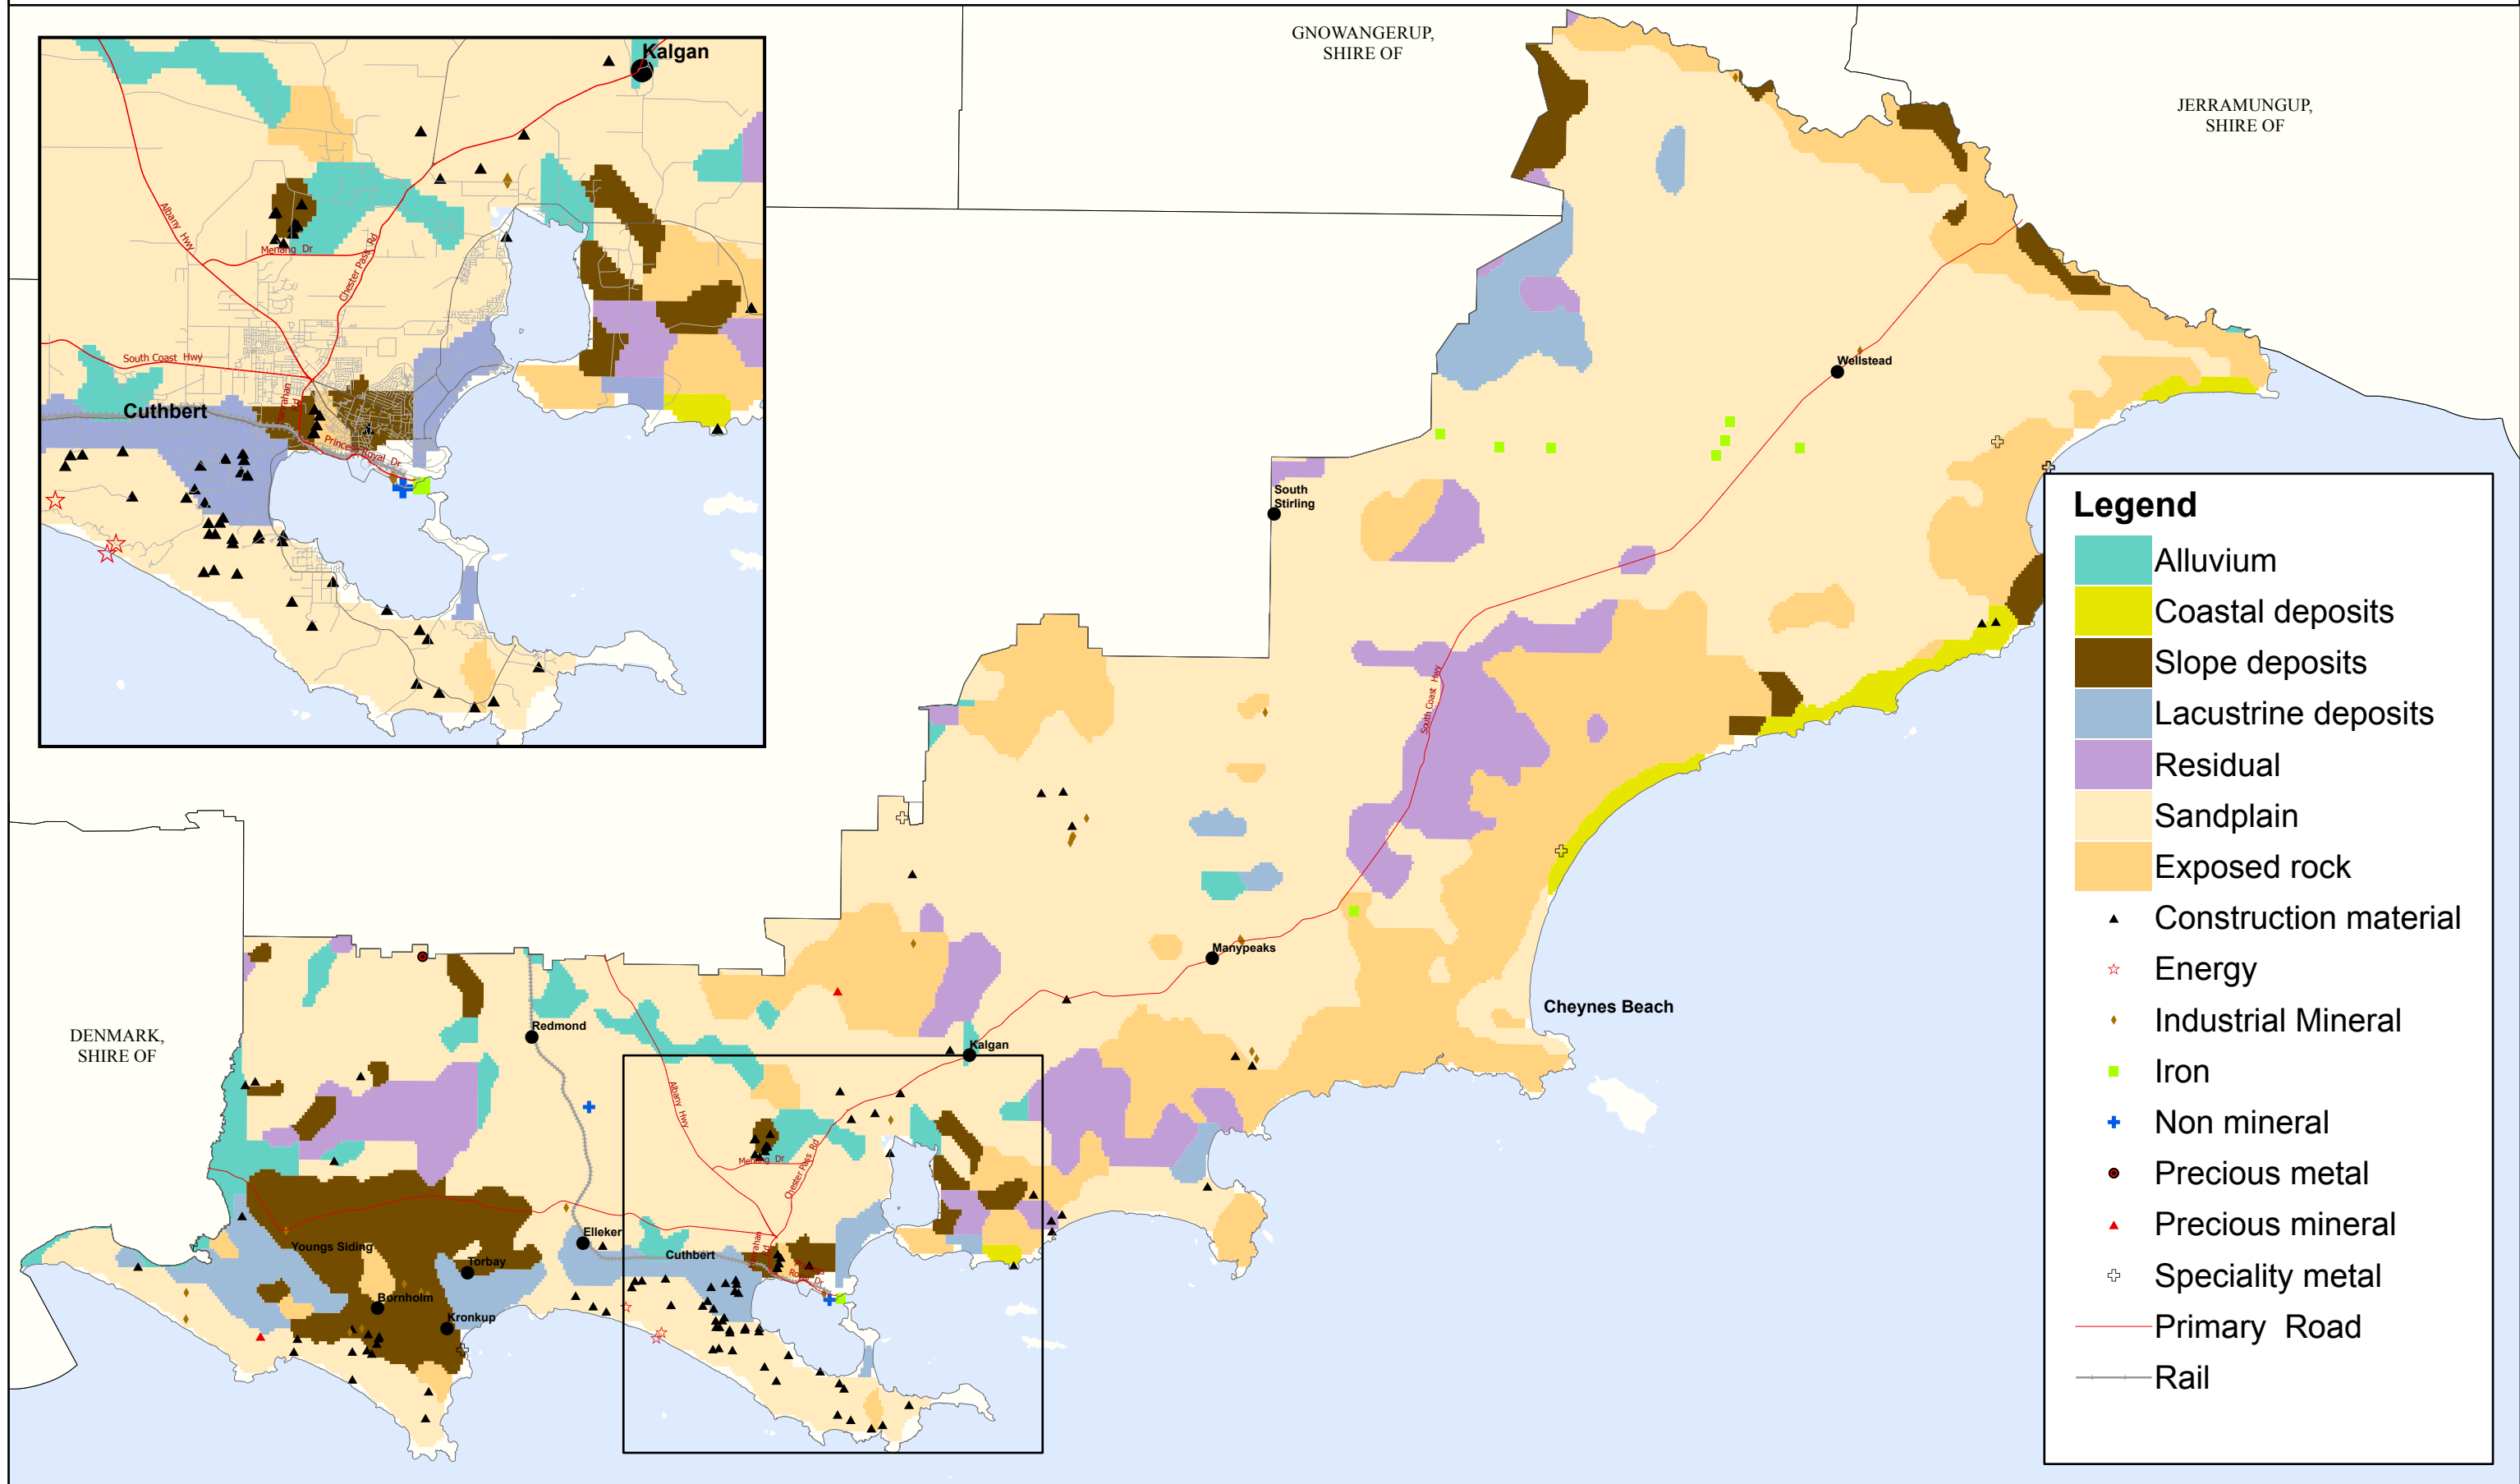 GNOWANGERUP,
SHIRE OF
JERRAMUNGUP,
SHIRE OF
DENMARK,
SHIRE OF
Kalgan
Albany Hwy
Menang Dr
Chester Pass Rd
South Coast Hwy
Cuthbert
Princess Royal Dr
Wellstead
South
Stirling
South Coast Hwy
Manypeaks
Cheynes Beach
Kalgan
Redmond
Albany Hwy
Menang Dr
Chester Pass Rd
Elleker
Cuthbert
Royal Dr
Youngs Siding
Torbay
Bornholm
Kronkup
Legend
Alluvium
Coastal deposits
Slope deposits
Lacustrine deposits
Residual
Sandplain
Exposed rock
Construction material
Energy
Industrial Mineral
Iron
Non mineral
Precious metal
Precious mineral
Speciality metal
Primary Road
Rail